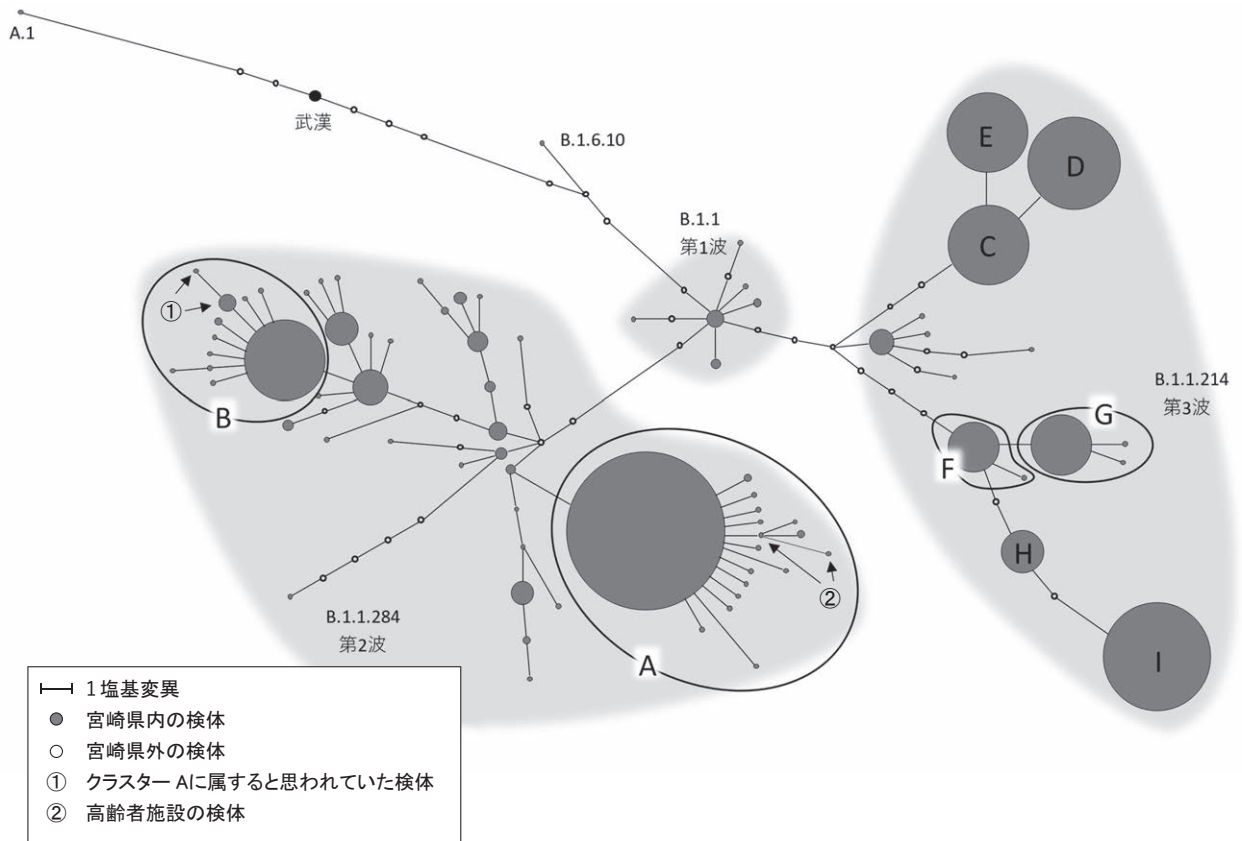 A.1
武漢
B.1.6.10
B.1.1
第1波
E
D
C
①
B
B.1.1.214
第3波
G
F
H
②
B.1.1.284
第2波
A
I
1塩基変異
宮崎県内の検体
宮崎県外の検体
① クラスターAに属すると思われていた検体
② 高齢者施設の検体